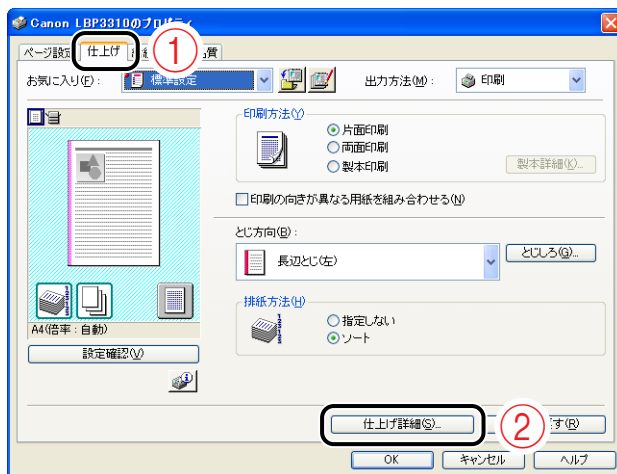 Canon LBP3310のプロパティ
ページ設定 仕上げ 質
①
お気に入り(F): 標準設定 出力方法(M): 印刷
印刷方法(Y)
片面印刷
両面印刷
製本印刷 製本詳細(K)...
印刷の向きが異なる用紙を組み合わせる(N)
とじ方向(B):
長辺とじ(左) とじしろ(G)...
排紙方法(H)
指定しない
ソート
A4(倍率:自動)
設定確認(V)
仕上げ詳細(S)... ② す(R)
OK キャンセル ヘルプ